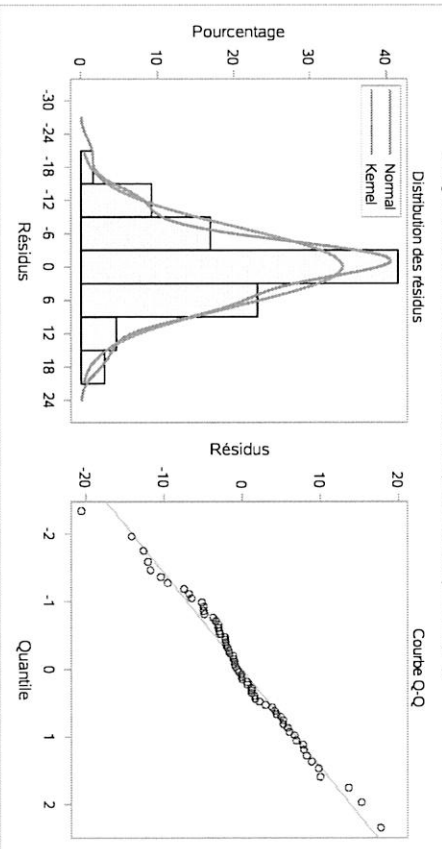 Distribution des résidus
Normal
Kernel
Pourcentage
40
30
20
10
0
-30 -24 -18 -12 -6 0 6 12 18 24
Résidus
Courbe Q-Q
Résidus
20
10
0
-10
-20
-2 -1 0 1 2
Quantile